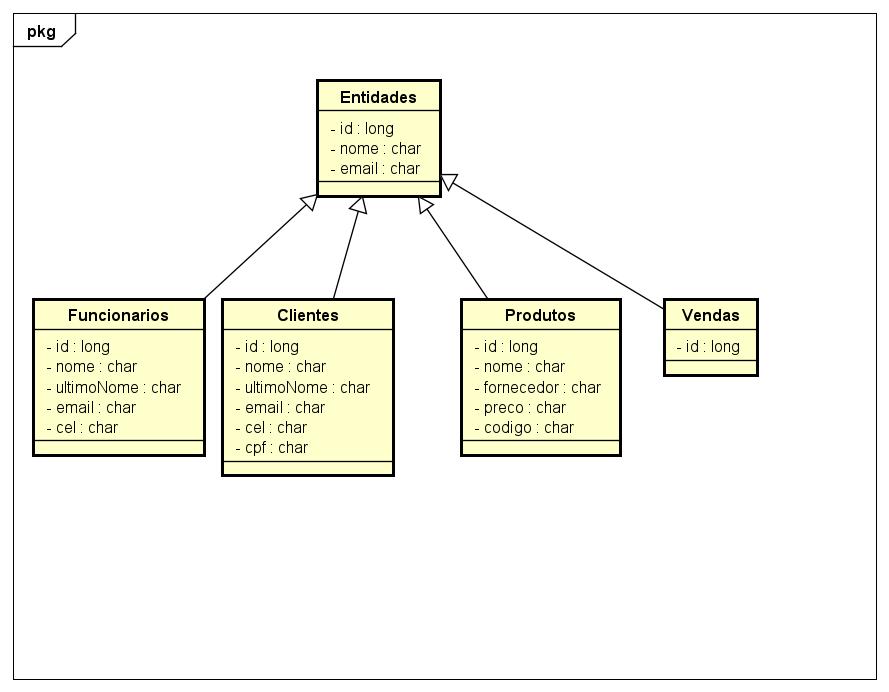 pkg
Entidades
- id : long
- nome : char
- email : char
Funcionarios
- id : long
- nome : char
- ultimoNome : char
- email : char
- cel : char
Clientes
- id : long
- nome : char
- ultimoNome : char
- email : char
- cel : char
- cpf : char
Produtos
- id : long
- nome : char
- fornecedor : char
- preco : char
- codigo : char
Vendas
- id : long